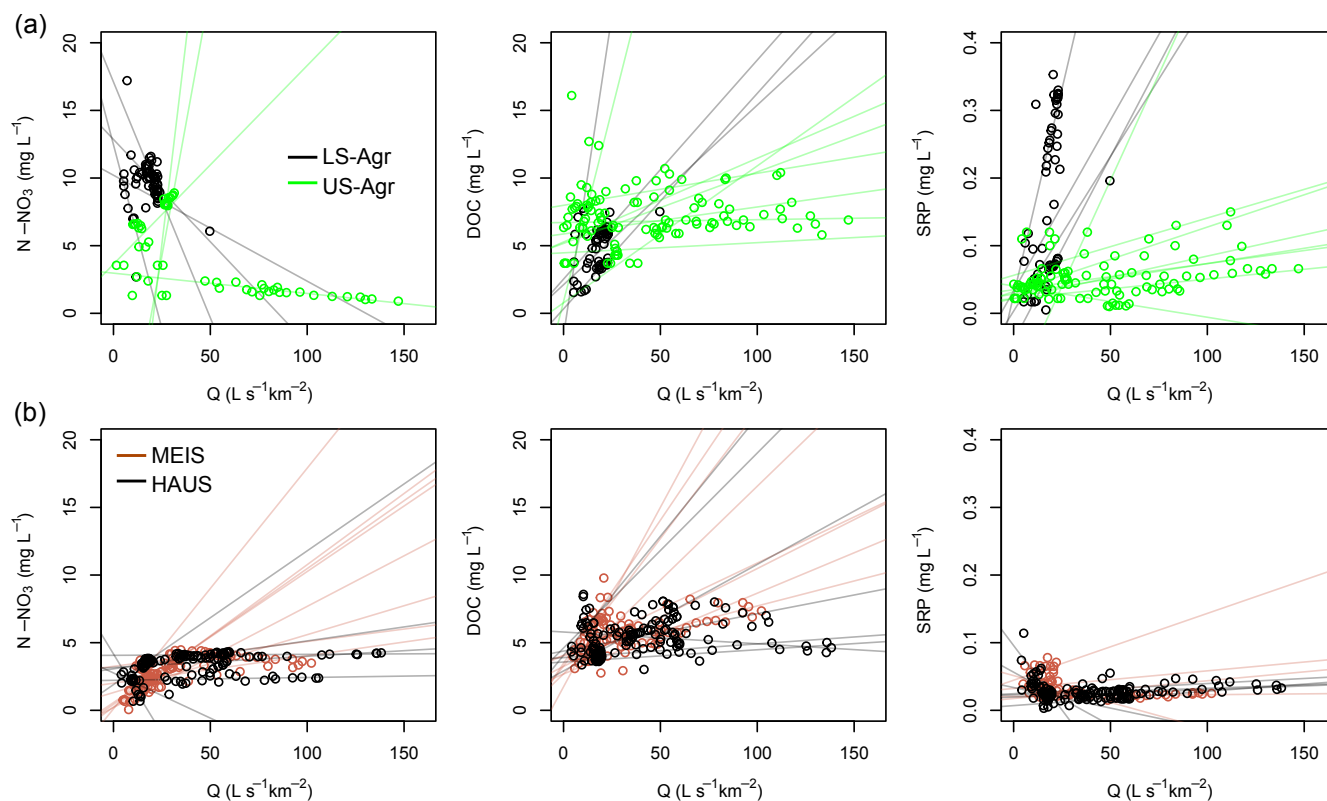 (a)
N −NO₃ (mg L⁻¹)
0 5 10 15 20
LS-Agr
US-Agr
0 50 100 150
Q (L s⁻¹km⁻²)
DOC (mg L⁻¹)
0 5 10 15 20
0 50 100 150
Q (L s⁻¹km⁻²)
SRP (mg L⁻¹)
0.0 0.1 0.2 0.3 0.4
0 50 100 150
Q (L s⁻¹km⁻²)
(b)
N −NO₃ (mg L⁻¹)
0 5 10 15 20
MEIS
HAUS
0 50 100 150
Q (L s⁻¹km⁻²)
DOC (mg L⁻¹)
0 5 10 15 20
0 50 100 150
Q (L s⁻¹km⁻²)
SRP (mg L⁻¹)
0.0 0.1 0.2 0.3 0.4
0 50 100 150
Q (L s⁻¹km⁻²)